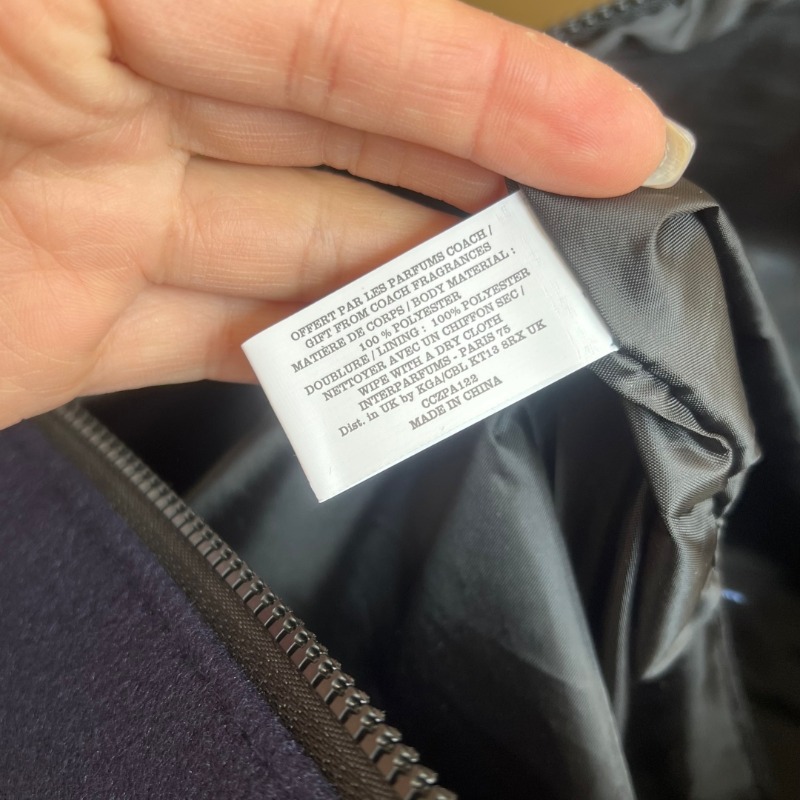 OFFERT PAR LES PARFUMS COACH /
GIFT FROM COACH FRAGRANCES
MATIÈRE DE CORPS / BODY MATERIAL :
100 % POLYESTER
DOUBLURE / LINING : 100% POLYESTER
NETTOYER AVEC UN CHIFFON SEC /
WIPE WITH A DRY CLOTH
INTERPARFUMS - PARIS 75
Dist. in UK by KGA/CBL KT13 8RX UK
CCZPA122
MADE IN CHINA